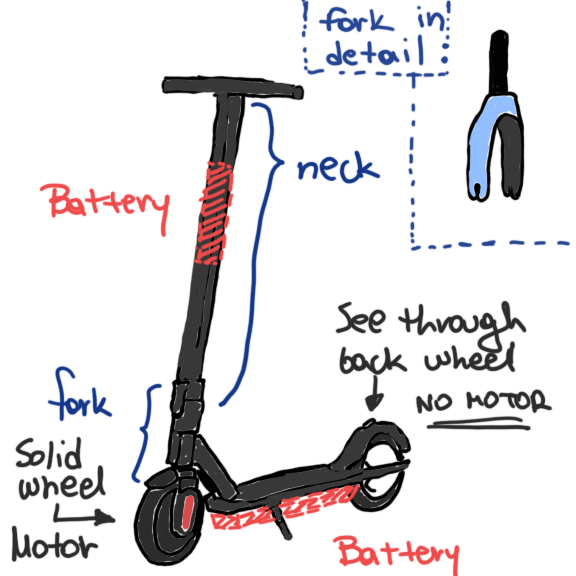 fork in
detail:
neck
Battery
See through
back wheel
NO MOTOR
fork
Solid
wheel
Motor
Battery